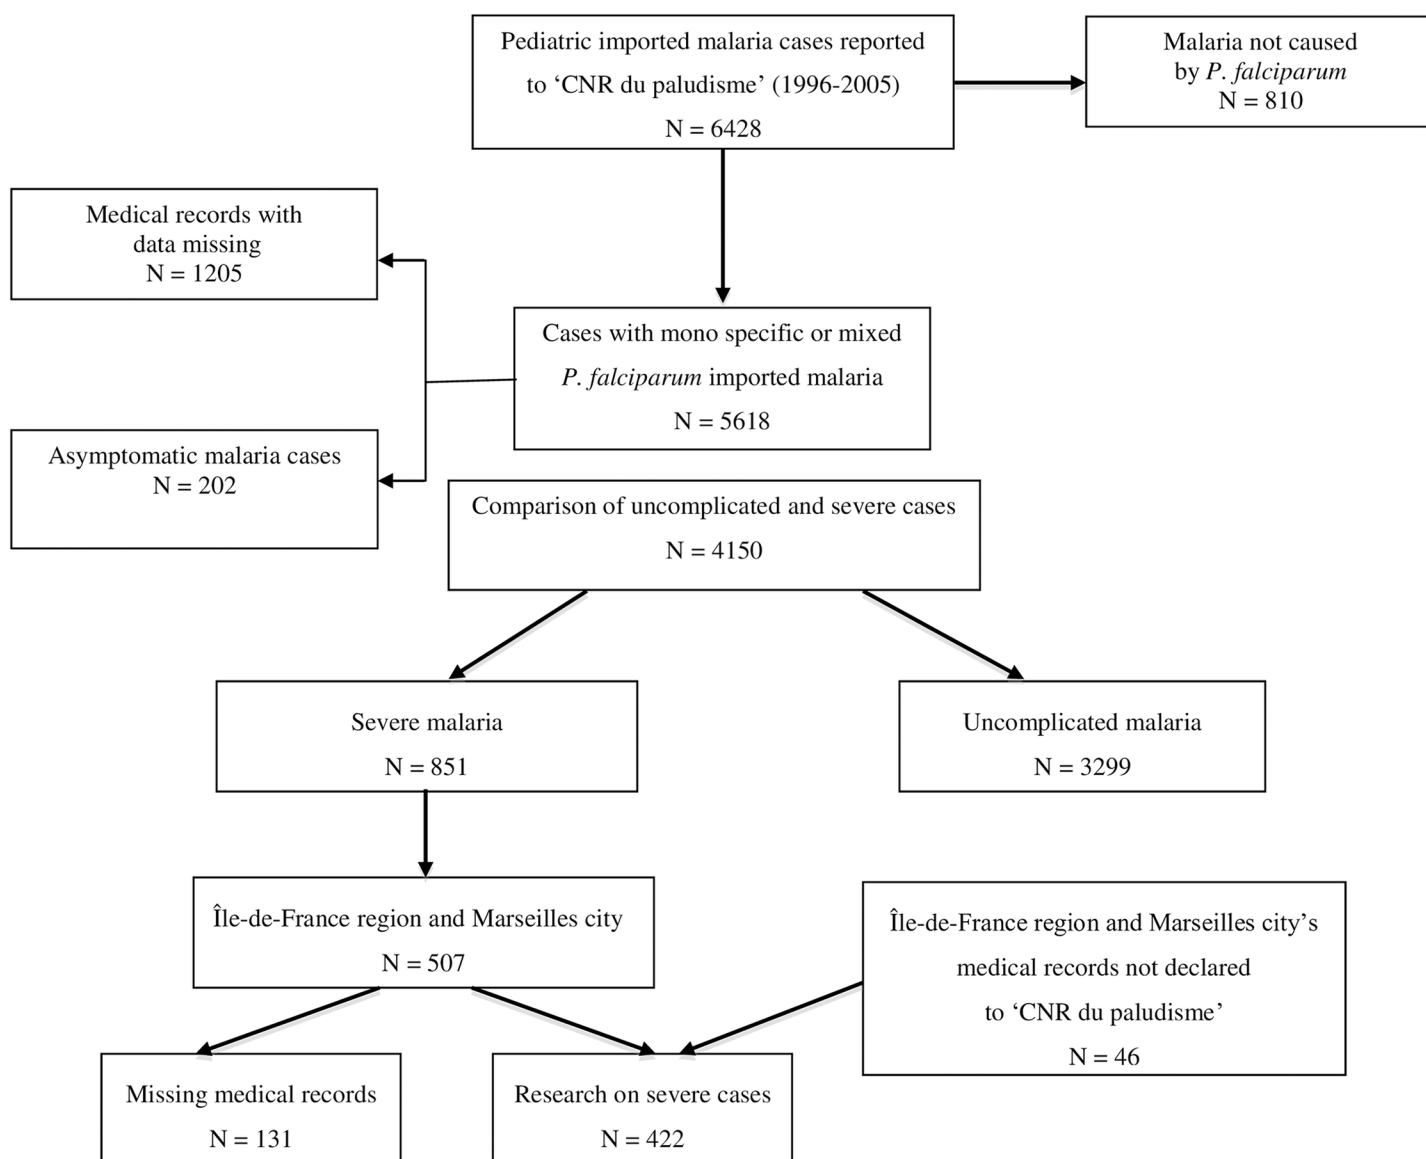 Pediatric imported malaria cases reported
to ‘CNR du paludisme’ (1996-2005)
N = 6428
Malaria not caused
by P. falciparum
N = 810
Medical records with
data missing
N = 1205
Cases with mono specific or mixed
P. falciparum imported malaria
N = 5618
Asymptomatic malaria cases
N = 202
Comparison of uncomplicated and severe cases
N = 4150
Severe malaria
N = 851
Uncomplicated malaria
N = 3299
Île-de-France region and Marseilles city
N = 507
Île-de-France region and Marseilles city’s
medical records not declared
to ‘CNR du paludisme’
N = 46
Missing medical records
N = 131
Research on severe cases
N = 422